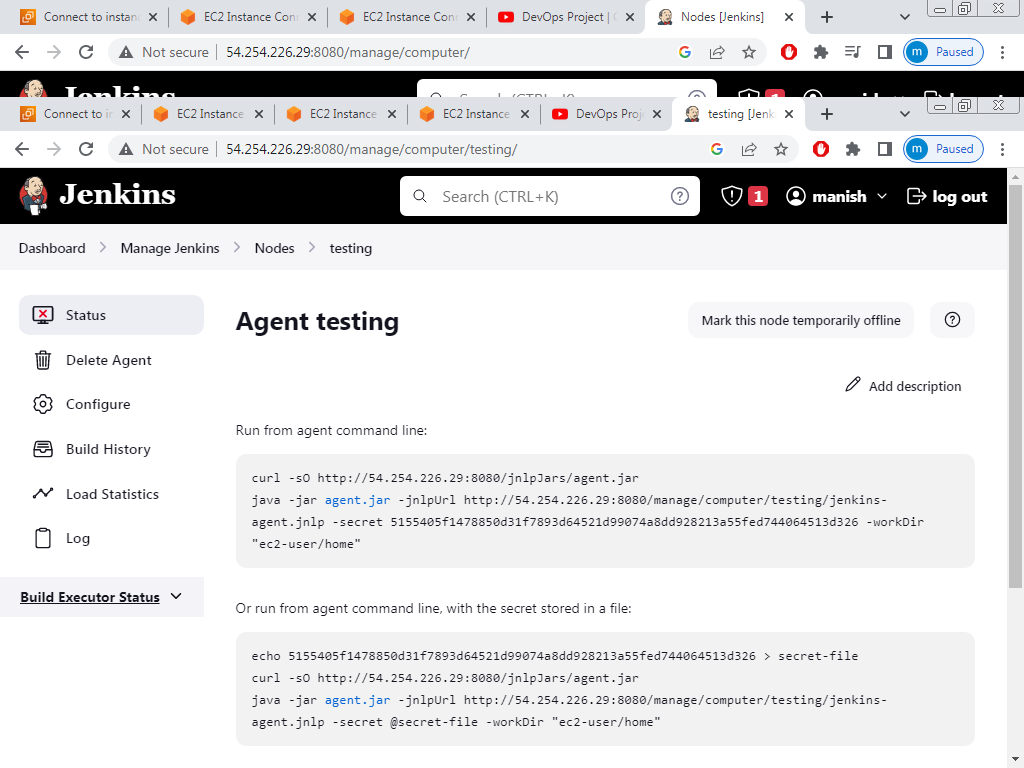 Connect to instan
EC2 Instance Conn
EC2 Instance Conn
DevOps Project | C
Nodes [Jenkins]
Not secure
54.254.226.29:8080/manage/computer/
m
Paused
Jenkins
Search (CTRL+K)
Connect to in
EC2 Instance
EC2 Instance
EC2 Instance
DevOps Proj
testing [Jenk
Not secure
54.254.226.29:8080/manage/computer/testing/
m
Paused
Jenkins
Search (CTRL+K)
1
manish
log out
Dashboard
Manage Jenkins
Nodes
testing
Status
Delete Agent
Configure
Build History
Load Statistics
Log
Build Executor Status
Agent testing
Mark this node temporarily offline
Add description
Run from agent command line:
curl -sO http://54.254.226.29:8080/jnlpJars/agent.jar
java -jar agent.jar -jnlpUrl http://54.254.226.29:8080/manage/computer/testing/jenkins-
agent.jnlp -secret 5155405f1478850d31f7893d64521d99074a8dd928213a55fed744064513d326 -workDir
"ec2-user/home"
Or run from agent command line, with the secret stored in a file:
echo 5155405f1478850d31f7893d64521d99074a8dd928213a55fed744064513d326 > secret-file
curl -sO http://54.254.226.29:8080/jnlpJars/agent.jar
java -jar agent.jar -jnlpUrl http://54.254.226.29:8080/manage/computer/testing/jenkins-
agent.jnlp -secret @secret-file -workDir "ec2-user/home"